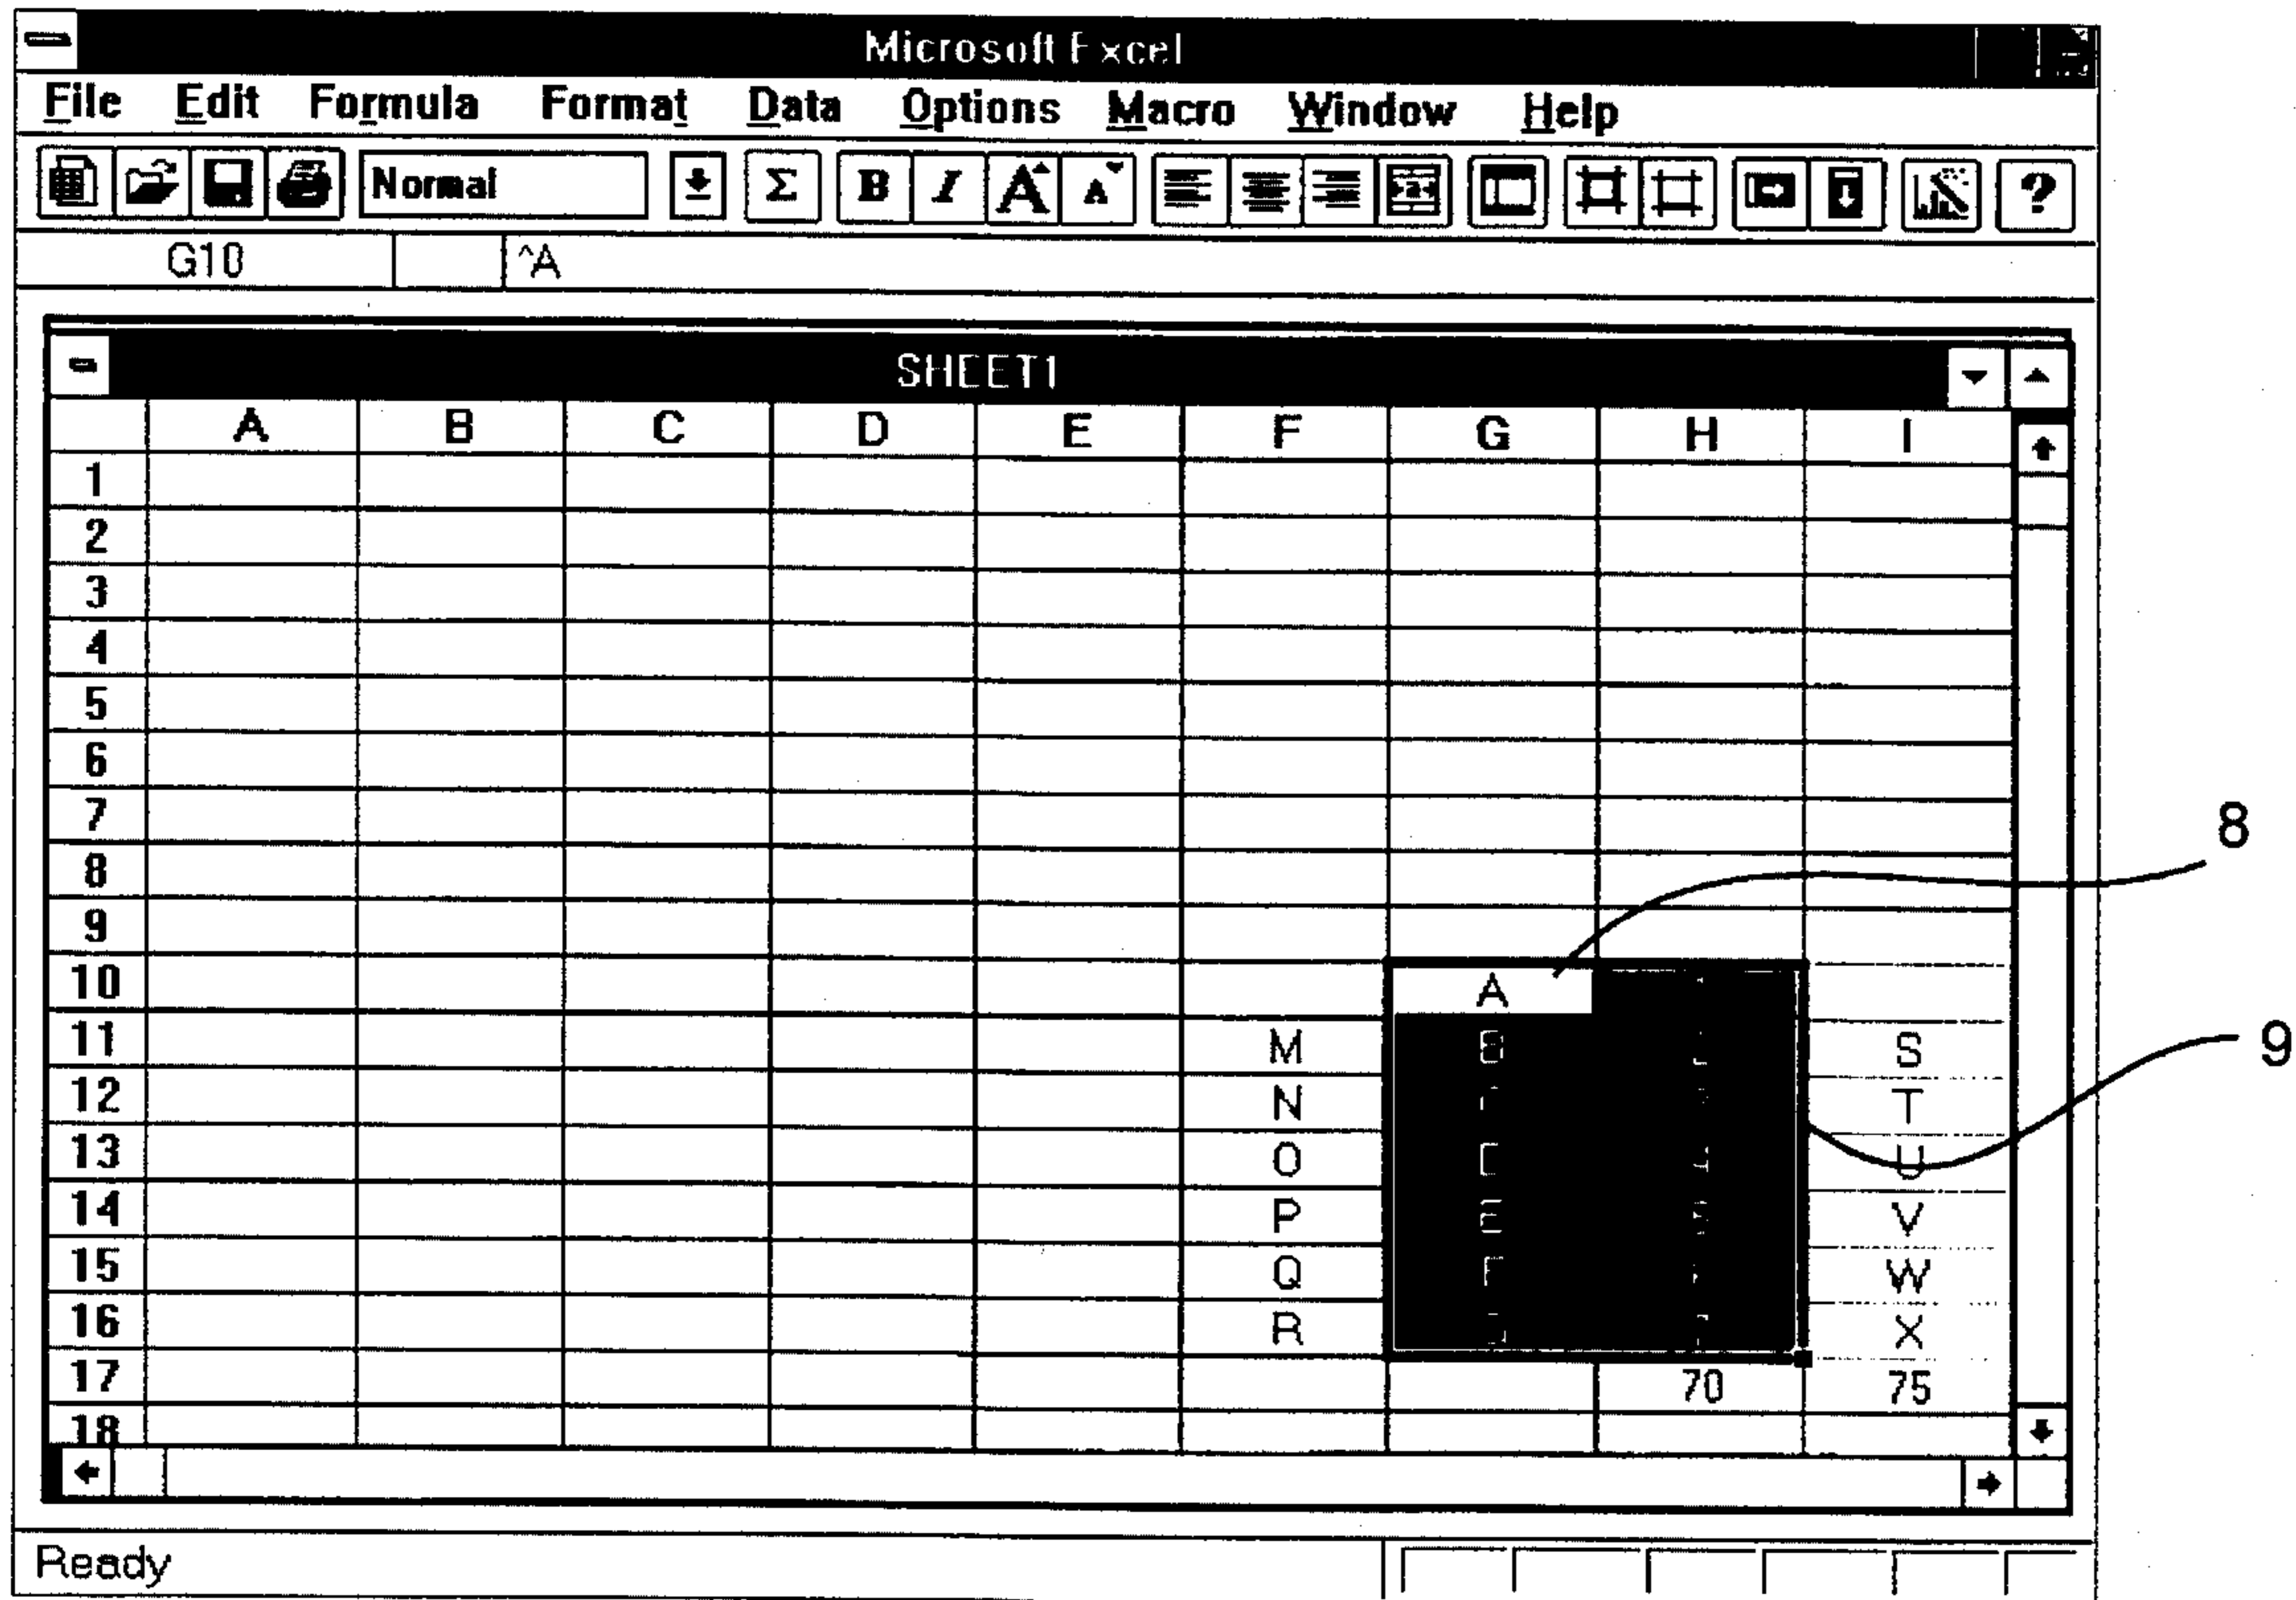 Microsoft Excel
File Edit Formula Format Data Options Macro Window Help
Normal Σ B I A A a ?
G10 ^A
SHEET1
A B C D E F G H I
1
2
3
4
5
6
7
8
8
9
10 A
11 M B S
9
12 N T
13 O U
14 P E V
15 Q F W
16 R X
17 70 75
18
Ready